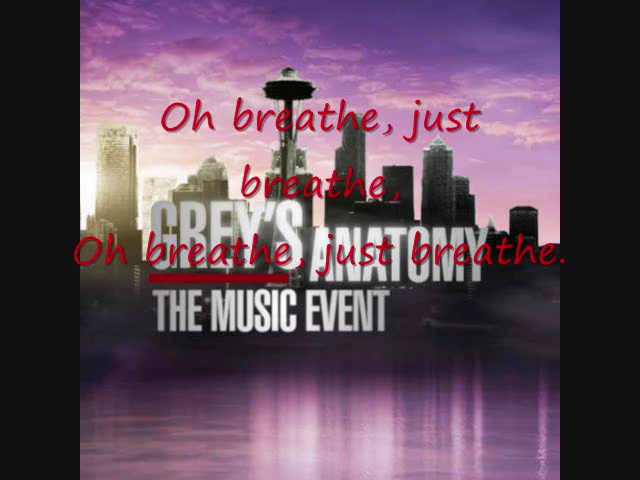 Oh breathe, just
breathe,
GREY'S
Oh breathe, just breathe.
ANATOMY
THE MUSIC EVENT